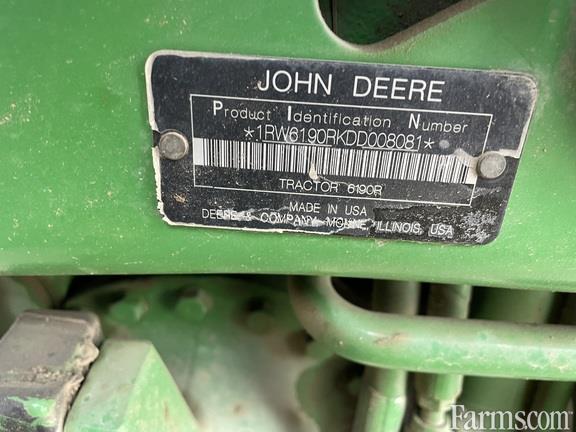 JOHN DEERE
Product Identification Number
*1RW6190RKDD008081*
TRACTOR 6190R
MADE IN USA
DEERE & COMPANY MOLINE, ILLINOIS, USA
Farms.com